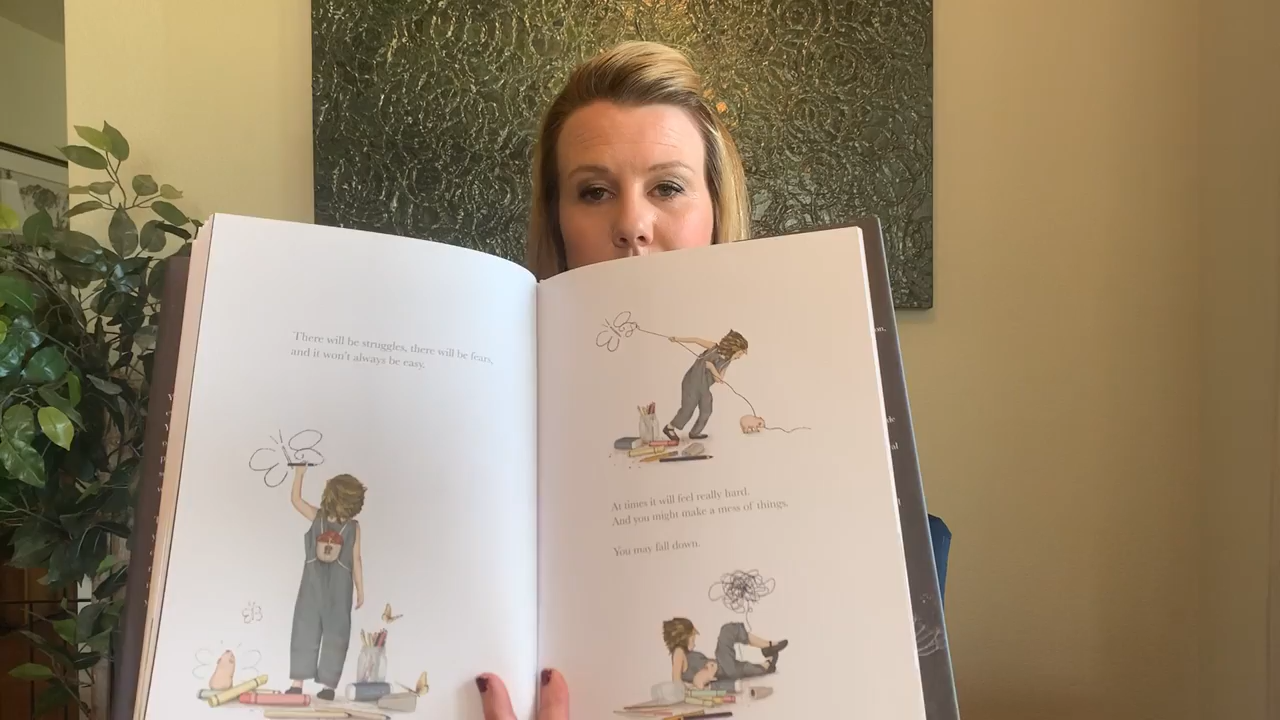 There will be struggles, there will be fears,
and it won't always be easy.
At times it will feel really hard.
And you might make a mess of things.
You may fall down.